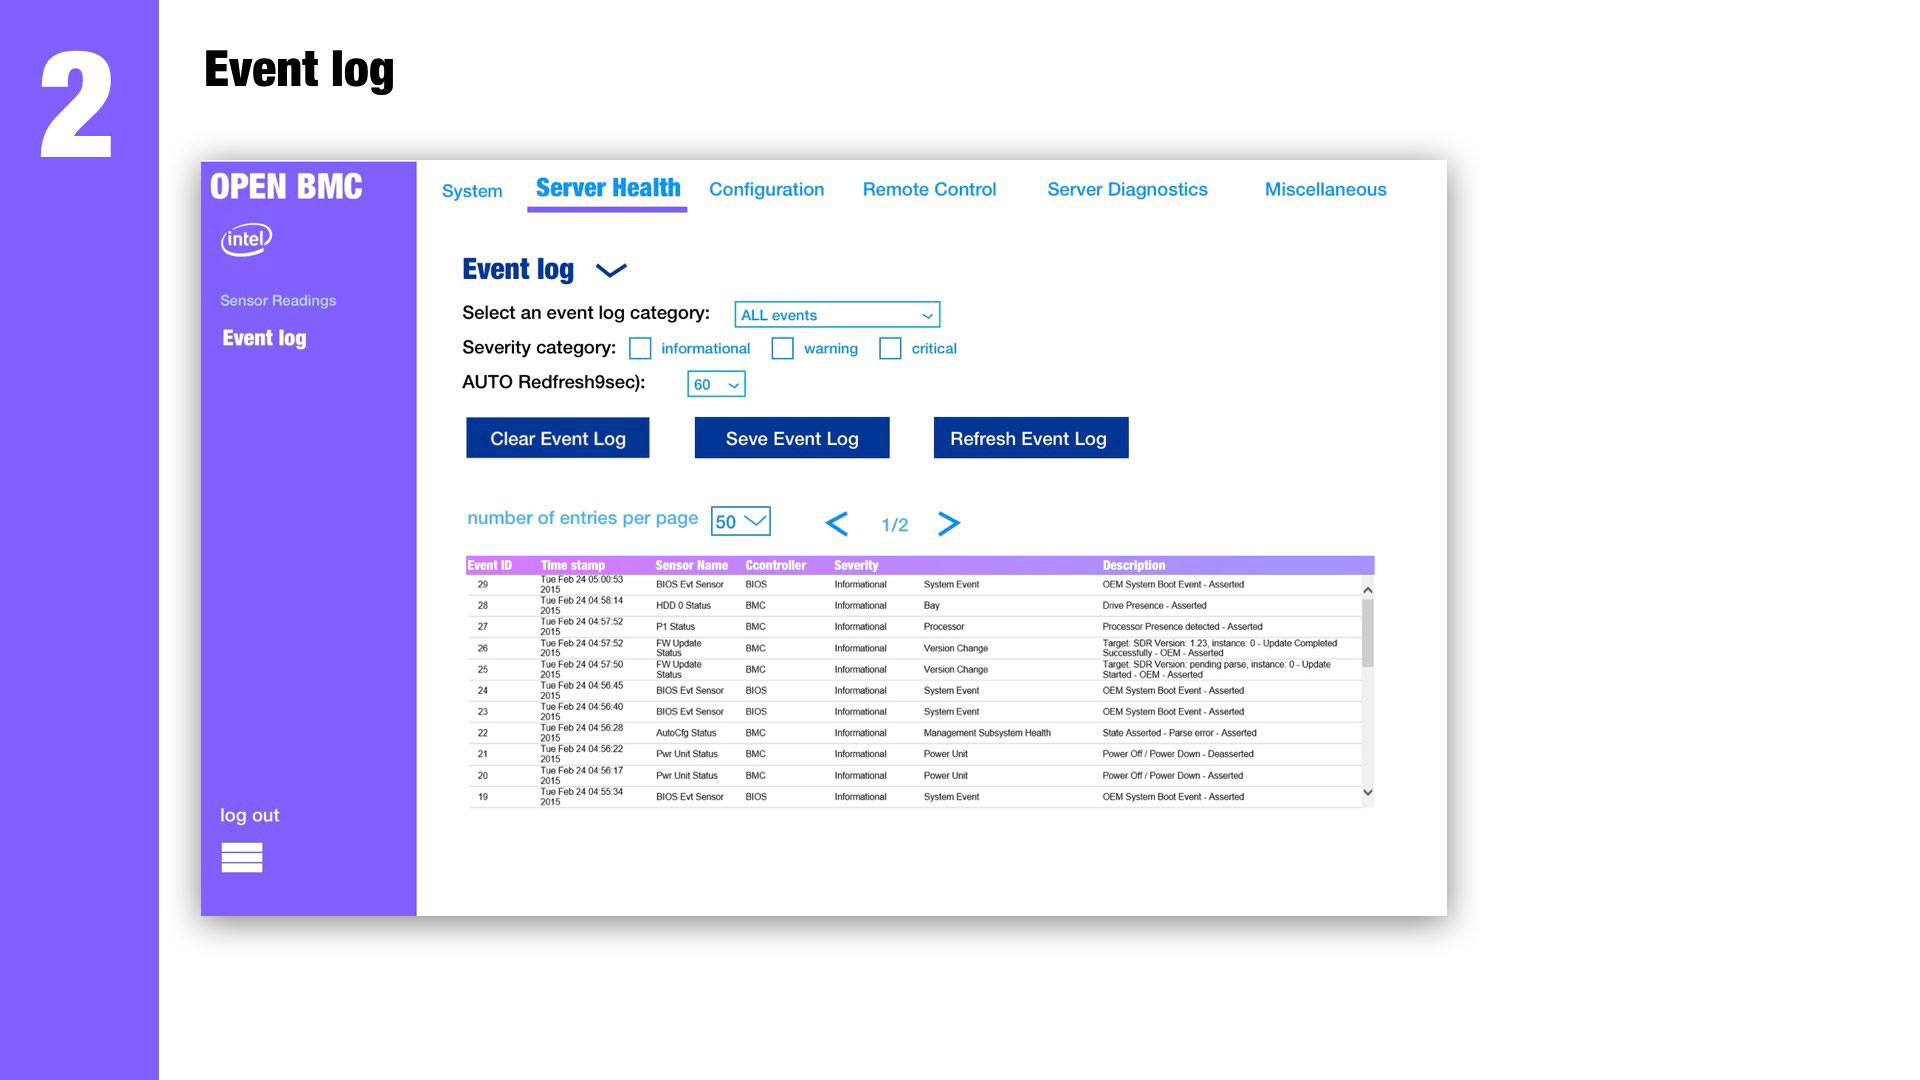 2
Event log
OPEN BMC
intel
Sensor Readings
Event log
log out
System Server Health Configuration Remote Control Server Diagnostics Miscellaneous
Event log
Select an event log category: ALL events
Severity category: informational warning critical
AUTO Redfresh9sec): 60
Clear Event Log Seve Event Log Refresh Event Log
number of entries per page 50 < 1/2 >
Event ID Time stamp Sensor Name Ccontroller Severity Description
29 Tue Feb 24 05:00:53 2015 BIOS Evt Sensor BIOS Informational System Event OEM System Boot Event - Asserted
28 Tue Feb 24 04:58:14 2015 HDD 0 Status BMC Informational Bay Drive Presence - Asserted
27 Tue Feb 24 04:57:52 2015 P1 Status BMC Informational Processor Processor Presence detected - Asserted
26 Tue Feb 24 04:57:52 2015 FW Update Status BMC Informational Version Change Target: SDR Version: 1.23, instance: 0 - Update Completed Successfully - OEM - Asserted
25 Tue Feb 24 04:57:50 2015 FW Update Status BMC Informational Version Change Target: SDR Version: pending parse, instance: 0 - Update Started - OEM - Asserted
24 Tue Feb 24 04:56:45 2015 BIOS Evt Sensor BIOS Informational System Event OEM System Boot Event - Asserted
23 Tue Feb 24 04:56:40 2015 BIOS Evt Sensor BIOS Informational System Event OEM System Boot Event - Asserted
22 Tue Feb 24 04:56:28 2015 AutoCfg Status BMC Informational Management Subsystem Health State Asserted - Parse error - Asserted
21 Tue Feb 24 04:56:22 2015 Pwr Unit Status BMC Informational Power Unit Power Off / Power Down - Deasserted
20 Tue Feb 24 04:56:17 2015 Pwr Unit Status BMC Informational Power Unit Power Off / Power Down - Asserted
19 Tue Feb 24 04:55:34 2015 BIOS Evt Sensor BIOS Informational System Event OEM System Boot Event - Asserted